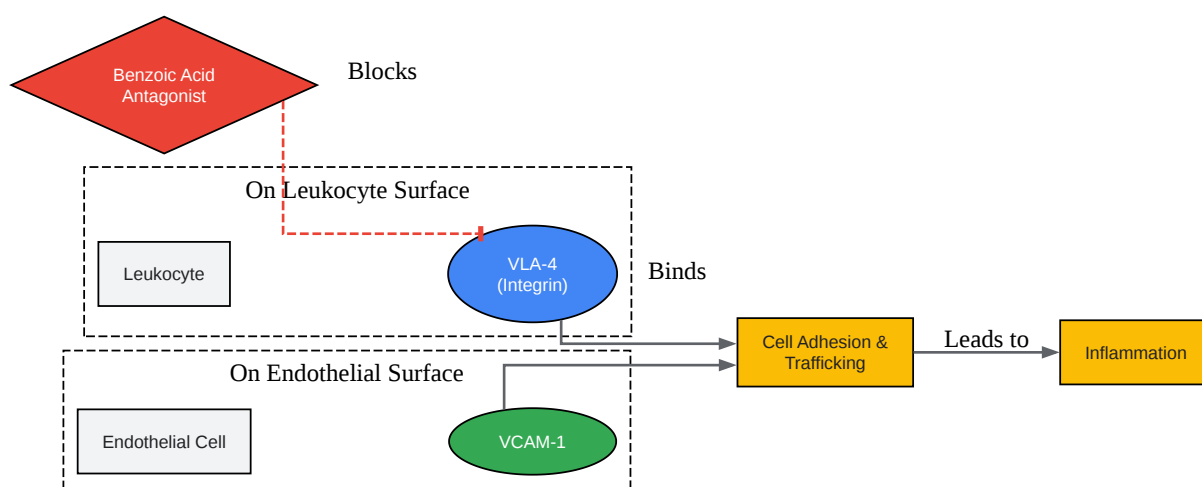 Benzoic Acid
Antagonist
Blocks
On Leukocyte Surface
Leukocyte
VLA-4
(Integrin)
Binds
Cell Adhesion &
Trafficking
Leads to
Inflammation
On Endothelial Surface
Endothelial Cell
VCAM-1